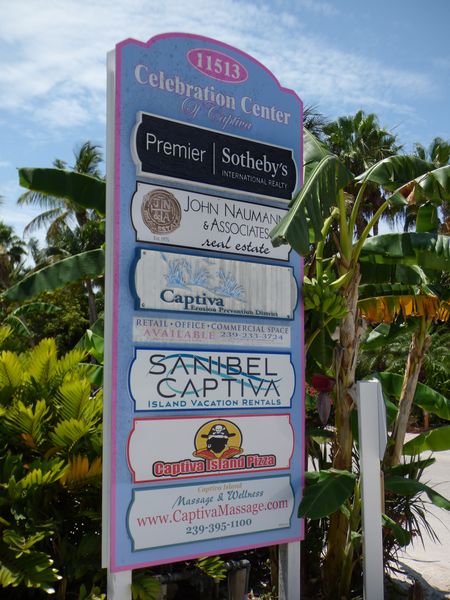 11513
Celebration Center
Of Captiva
Premier | Sotheby's
INTERNATIONAL REALTY
JOHN NAUMANN
& ASSOCIATES
real estate
Captiva
Erosion Prevention District
RETAIL • OFFICE • COMMERCIAL SPACE
AVAILABLE 239-233-3724
SANIBEL
CAPTIVA
ISLAND VACATION RENTALS
Captiva Island Pizza
Captiva Island
Massage & Wellness
www.CaptivaMassage.com
239-395-1100